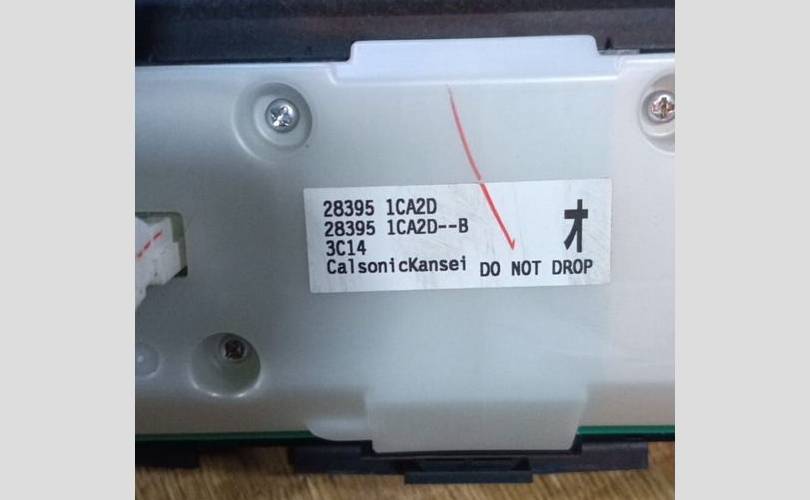 28395 1CA2D
28395 1CA2D--B
3C14
CalsonicKansei DO NOT DROP
オ